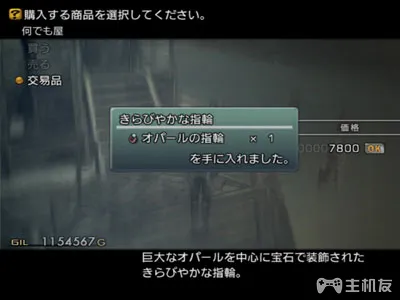 購入する商品を選択してください。
何でも屋
買う
売る
交易品
きらびやかな指輪
オパールの指輪 × 1
を手に入れました。
価格
00007800 OK
GIL 1154567G
巨大なオパールを中心に宝石で装飾された
きらびやかな指輪。
主机友